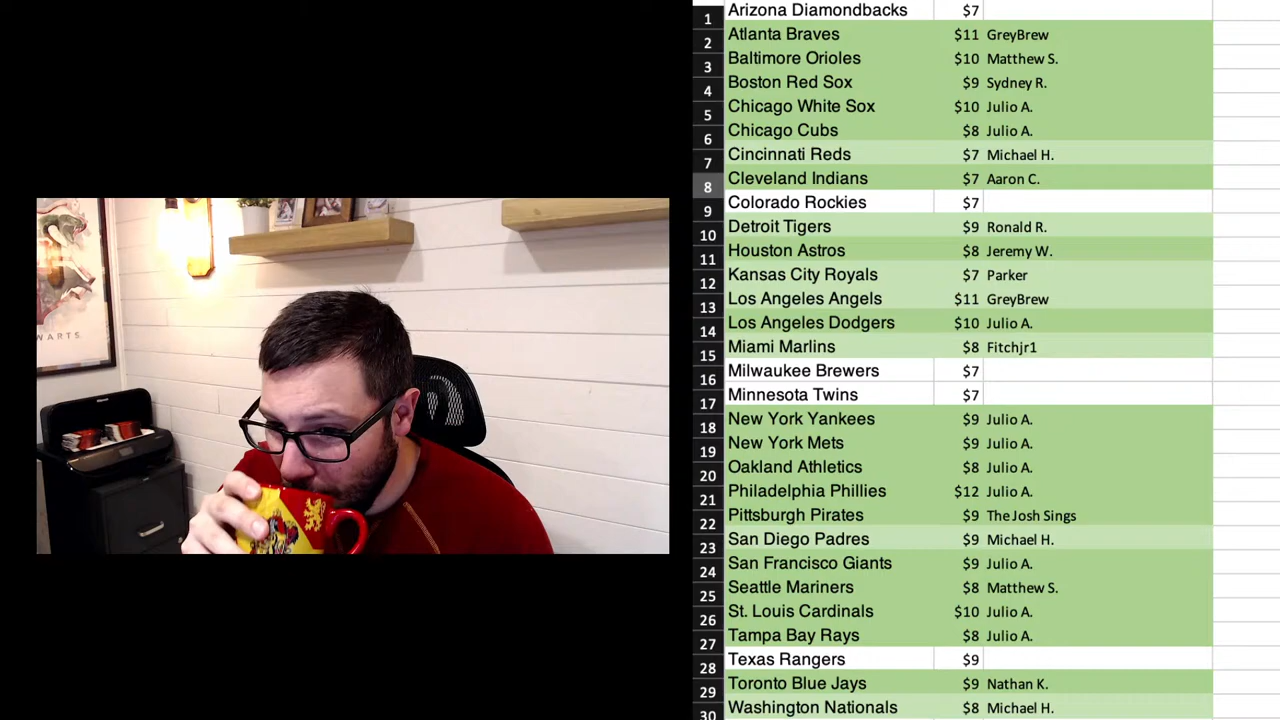 Arizona Diamondbacks $7
1
Atlanta Braves $11 GreyBrew
2
Baltimore Orioles $10 Matthew S.
3
Boston Red Sox $9 Sydney R.
4
Chicago White Sox $10 Julio A.
5
Chicago Cubs $8 Julio A.
6
Cincinnati Reds $7 Michael H.
7
Cleveland Indians $7 Aaron C.
8
Colorado Rockies $7
9
Detroit Tigers $9 Ronald R.
10
Houston Astros $8 Jeremy W.
11
Kansas City Royals $7 Parker
12
Los Angeles Angels $11 GreyBrew
13
Los Angeles Dodgers $10 Julio A.
14
Miami Marlins $8 Fitchjr1
15
Milwaukee Brewers $7
16
Minnesota Twins $7
17
New York Yankees $9 Julio A.
18
New York Mets $9 Julio A.
19
Oakland Athletics $8 Julio A.
20
Philadelphia Phillies $12 Julio A.
21
Pittsburgh Pirates $9 The Josh Sings
22
San Diego Padres $9 Michael H.
23
San Francisco Giants $9 Julio A.
24
Seattle Mariners $8 Matthew S.
25
St. Louis Cardinals $10 Julio A.
26
Tampa Bay Rays $8 Julio A.
27
Texas Rangers $9
28
Toronto Blue Jays $9 Nathan K.
29
Washington Nationals $8 Michael H.
30
WARTS